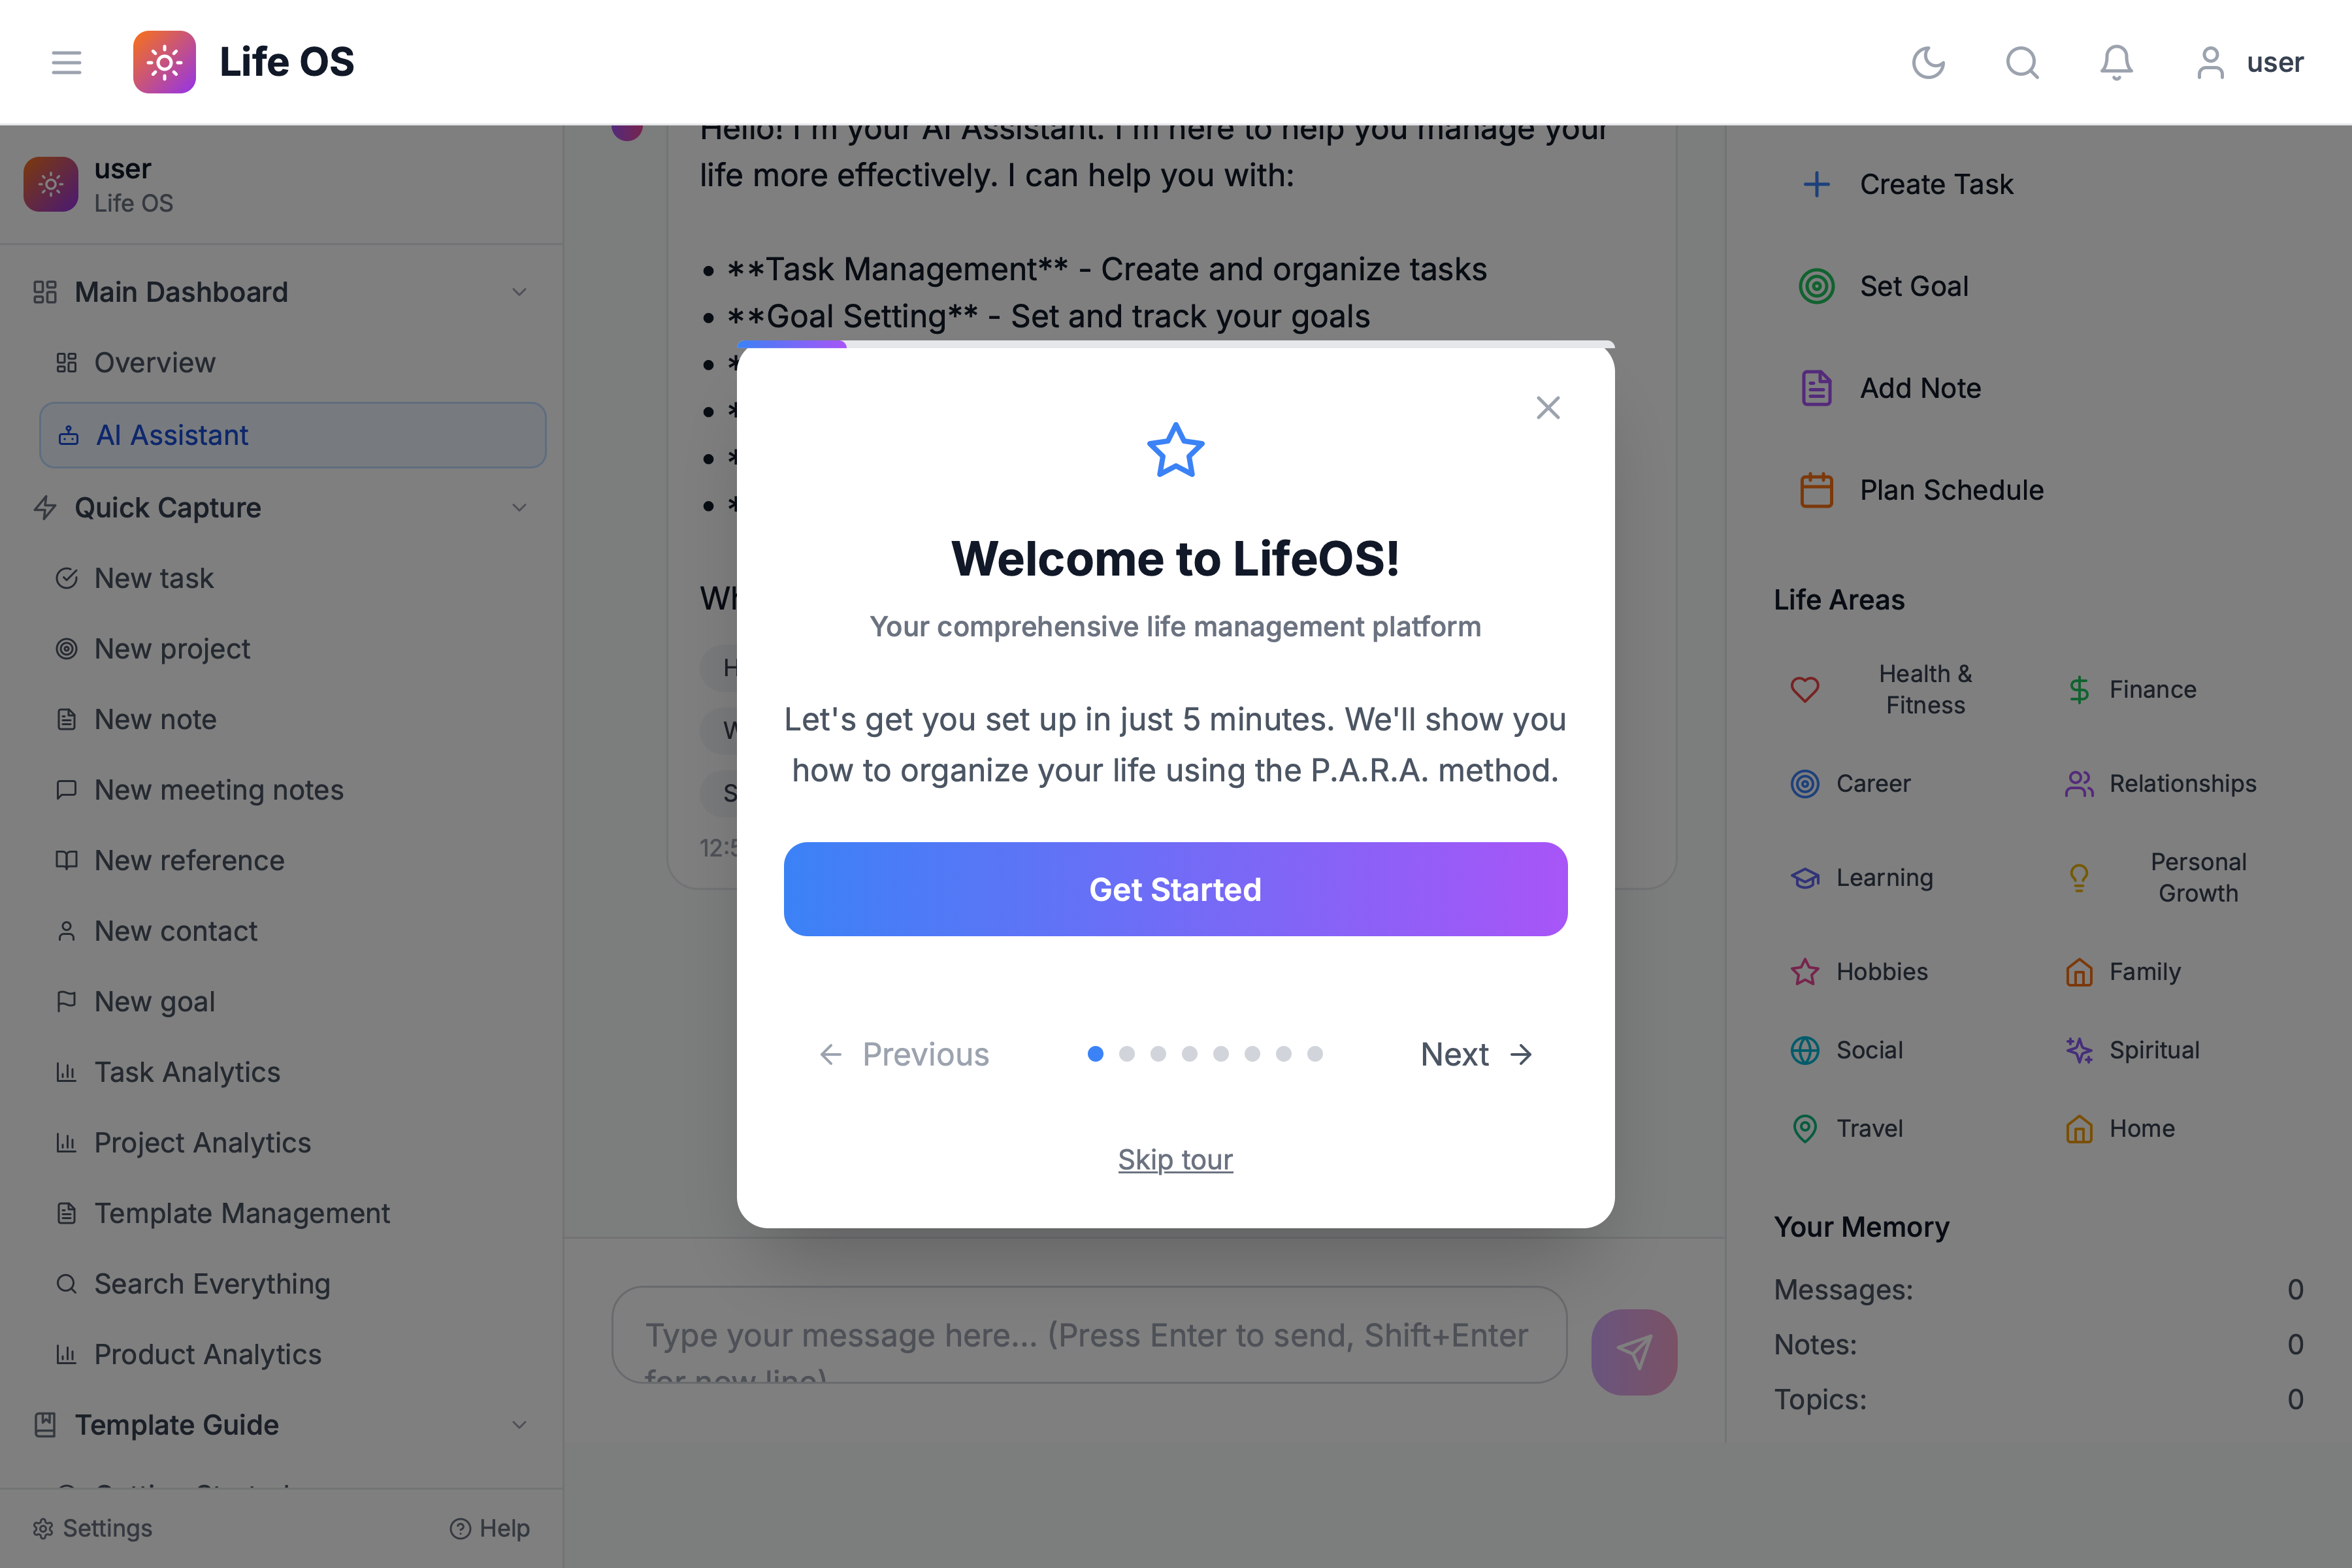 Life OS
user
user
Life OS
Main Dashboard
Overview
AI Assistant
Quick Capture
New task
New project
New note
New meeting notes
New reference
New contact
New goal
Task Analytics
Project Analytics
Template Management
Search Everything
Product Analytics
Template Guide
Settings
Help
Hello! I'm your AI Assistant. I'm here to help you manage your
life more effectively. I can help you with:
• **Task Management** - Create and organize tasks
• **Goal Setting** - Set and track your goals
Welcome to LifeOS!
Your comprehensive life management platform
Let's get you set up in just 5 minutes. We'll show you
how to organize your life using the P.A.R.A. method.
Get Started
Previous
Next
Skip tour
Type your message here... (Press Enter to send, Shift+Enter
for new line)
Create Task
Set Goal
Add Note
Plan Schedule
Life Areas
Health &
Fitness
Finance
Career
Relationships
Learning
Personal
Growth
Hobbies
Family
Social
Spiritual
Travel
Home
Your Memory
Messages: 0
Notes: 0
Topics: 0